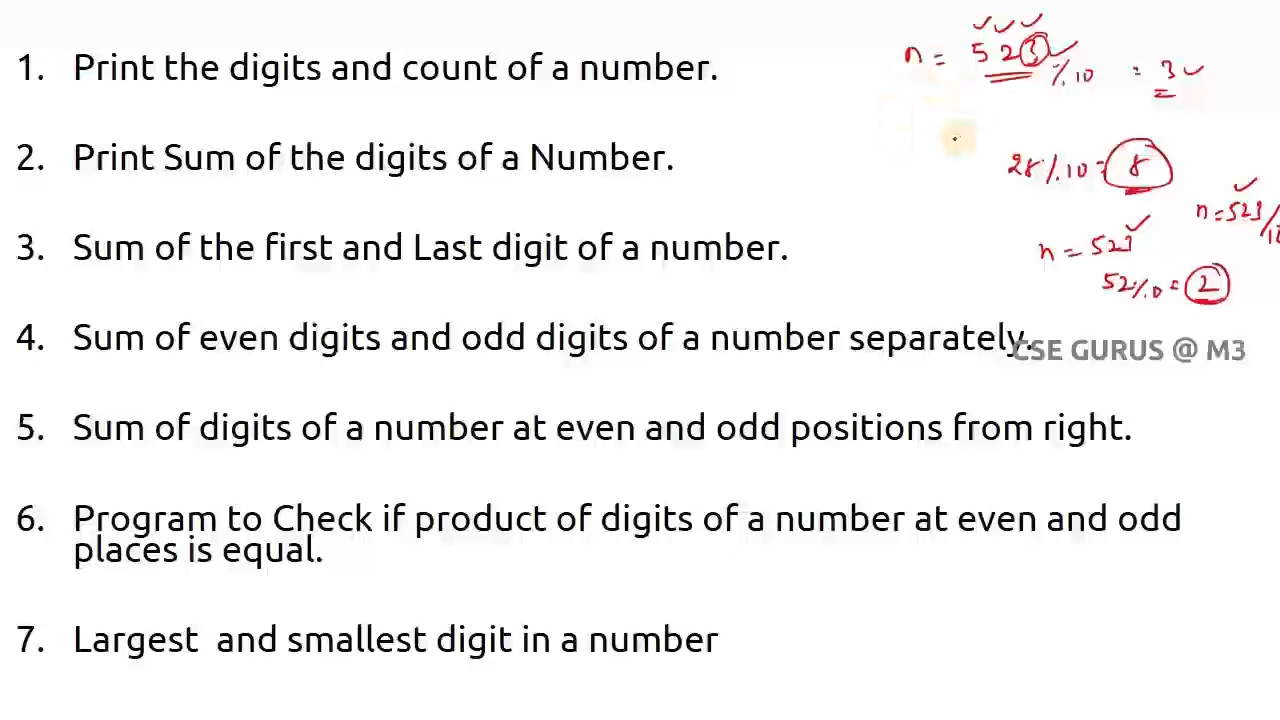 1. Print the digits and count of a number.
2. Print Sum of the digits of a Number.
3. Sum of the first and Last digit of a number.
4. Sum of even digits and odd digits of a number separately.
5. Sum of digits of a number at even and odd positions from right.
6. Program to Check if product of digits of a number at even and odd
places is equal.
7. Largest and smallest digit in a number
n = 523 % 10 = 3
28 % 10 = 8
n = 523/10
n = 523
52 % 10 = 2
CSE GURUS @ M3